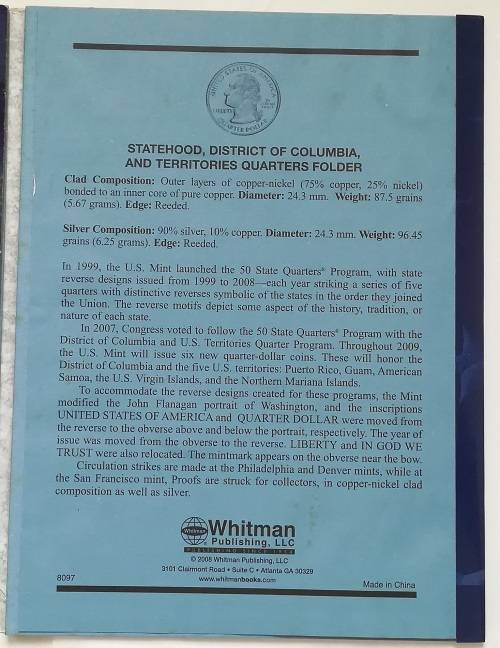 UNITED STATES OF AMERICA
LIBERTY
QUARTER DOLLAR
STATEHOOD, DISTRICT OF COLUMBIA,
AND TERRITORIES QUARTERS FOLDER
Clad Composition: Outer layers of copper-nickel (75% copper, 25% nickel)
bonded to an inner core of pure copper. Diameter: 24.3 mm. Weight: 87.5 grains
(5.67 grams). Edge: Reeded.
Silver Composition: 90% silver, 10% copper. Diameter: 24.3 mm. Weight: 96.45
grains (6.25 grams). Edge: Reeded.
In 1999, the U.S. Mint launched the 50 State Quarters® Program, with state
reverse designs issued from 1999 to 2008—each year striking a series of five
quarters with distinctive reverses symbolic of the states in the order they joined
the Union. The reverse motifs depict some aspect of the history, tradition, or
nature of each state.
In 2007, Congress voted to follow the 50 State Quarters® Program with the
District of Columbia and U.S. Territories Quarter Program. Throughout 2009,
the U.S. Mint will issue six new quarter-dollar coins. These will honor the
District of Columbia and the five U.S. territories: Puerto Rico, Guam, American
Samoa, the U.S. Virgin Islands, and the Northern Mariana Islands.
To accommodate the reverse designs created for these programs, the Mint
modified the John Flanagan portrait of Washington, and the inscriptions
UNITED STATES OF AMERICA and QUARTER DOLLAR were moved from
the reverse to the obverse above and below the portrait, respectively. The year of
issue was moved from the obverse to the reverse. LIBERTY and IN GOD WE
TRUST were also relocated. The mintmark appears on the obverse near the bow.
Circulation strikes are made at the Philadelphia and Denver mints, while at
the San Francisco mint, Proofs are struck for collectors, in copper-nickel clad
composition as well as silver.
Whitman
Whitman®
Publishing, LLC
PUBLISHING SINCE 1934
© 2008 Whitman Publishing, LLC
3101 Clairmont Road • Suite C • Atlanta GA 30329
www.whitmanbooks.com
8097
Made in China